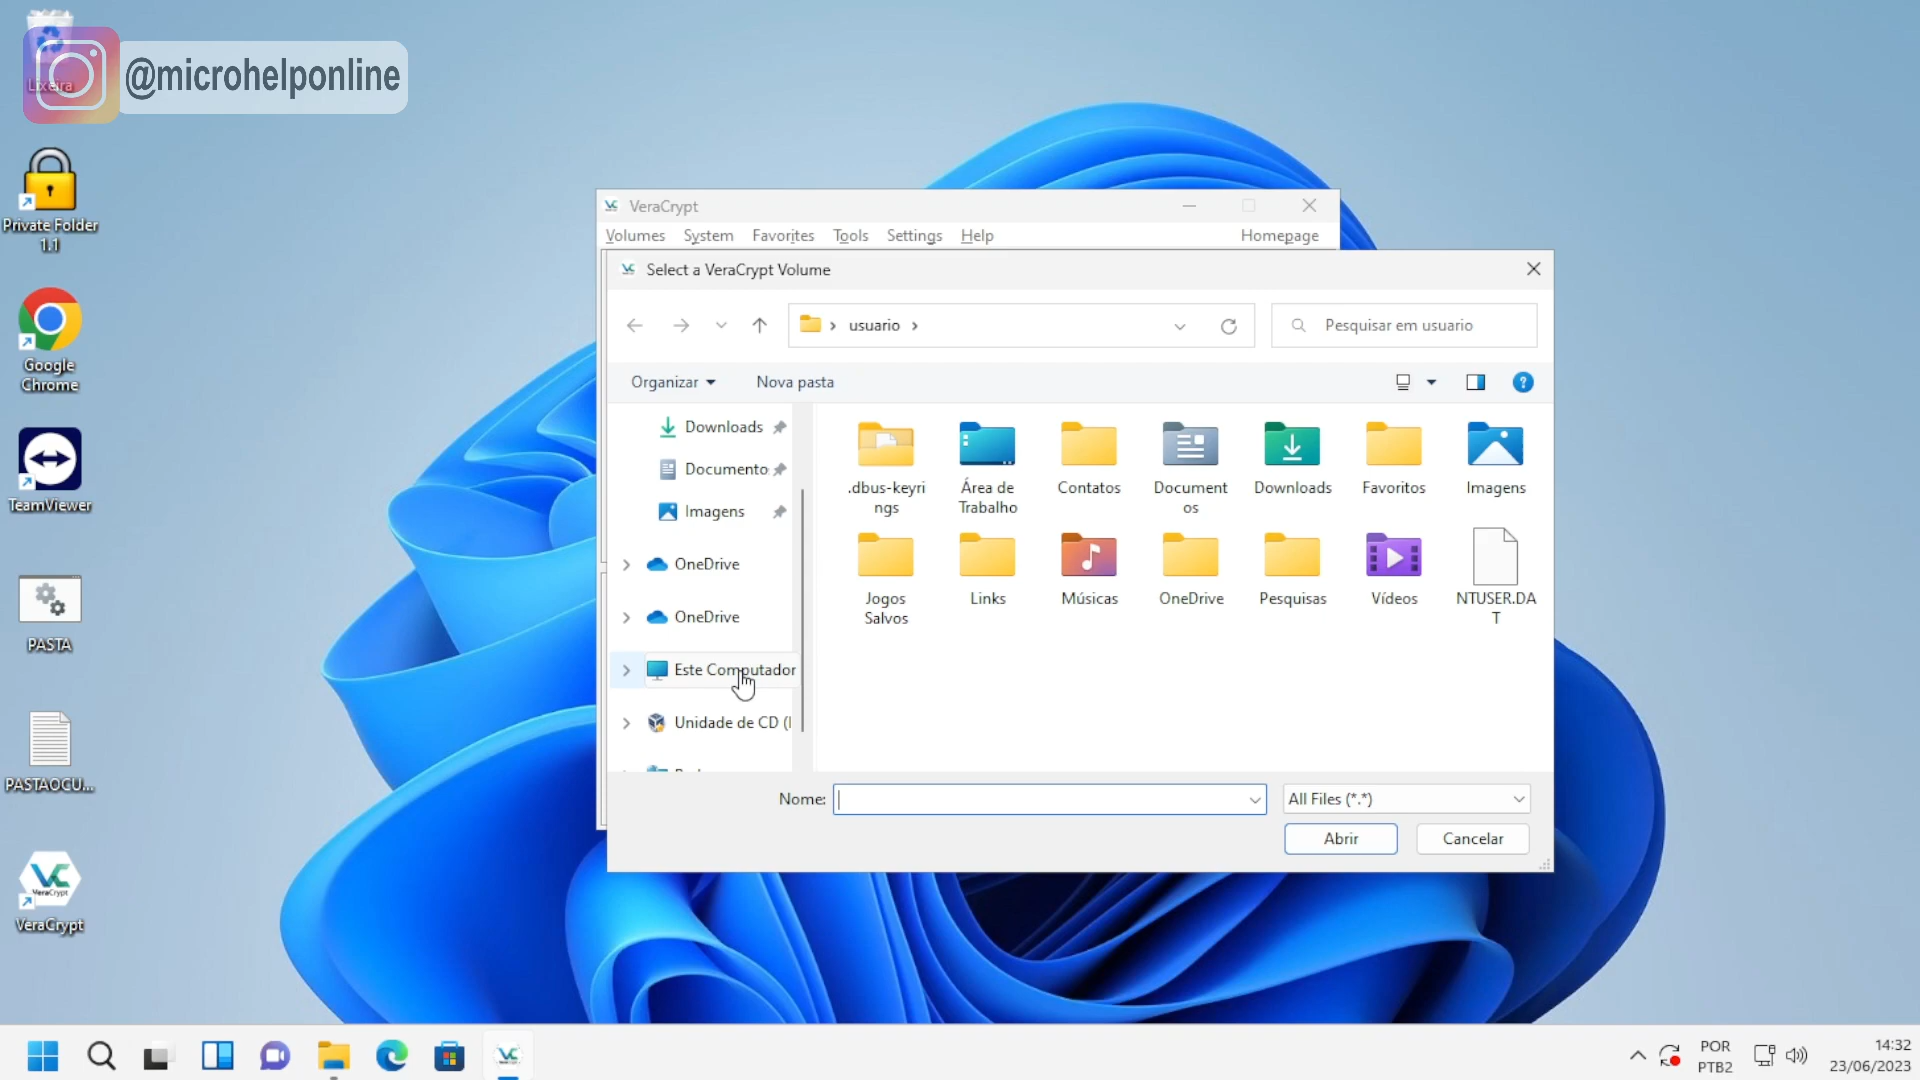 @microhelponline
Lixeira
Private Folder
1.1
Google
Chrome
TeamViewer
PASTA
PASTAOCU...
VeraCrypt
VeraCrypt
VeraCrypt
Volumes System Favorites Tools Settings Help Homepage
Select a VeraCrypt Volume
usuario
Pesquisar em usuario
Organizar Nova pasta
Downloads
Documento
Imagens
OneDrive
OneDrive
Este Computador
Unidade de CD (
.dbus-keyri
ngs
Área de
Trabalho
Contatos
Document
os
Downloads
Favoritos
Imagens
Jogos
Salvos
Links
Músicas
OneDrive
Pesquisas
Vídeos
NTUSER.DA
T
Nome:
All Files (*.*)
Abrir Cancelar
POR
PTB2
14:32
23/06/2023